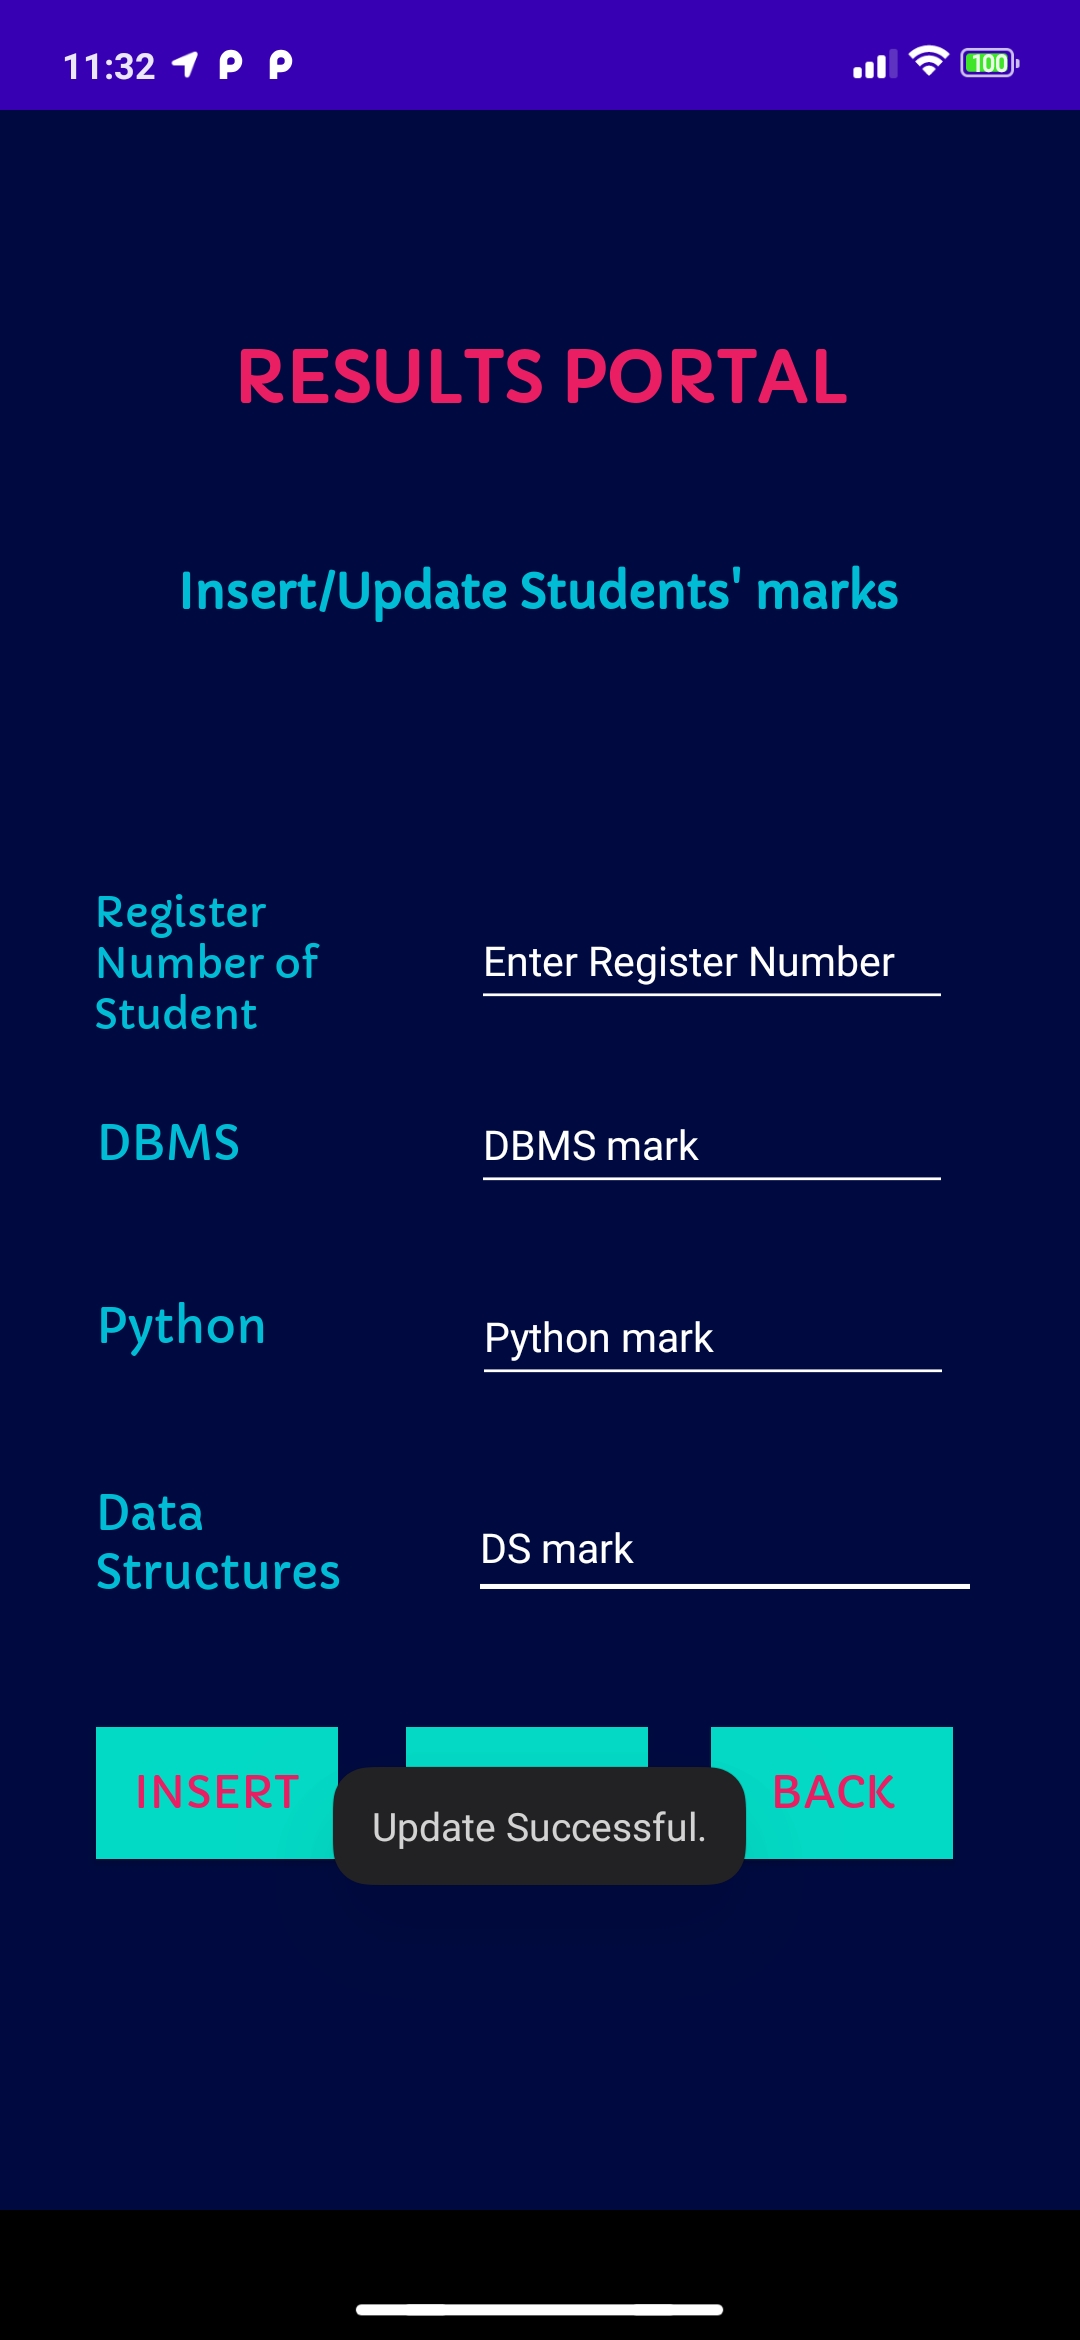 11:32
100
RESULTS PORTAL
Insert/Update Students' marks
Register
Number of
Student
Enter Register Number
DBMS
DBMS mark
Python
Python mark
Data
Structures
DS mark
INSERT
BACK
Update Successful.